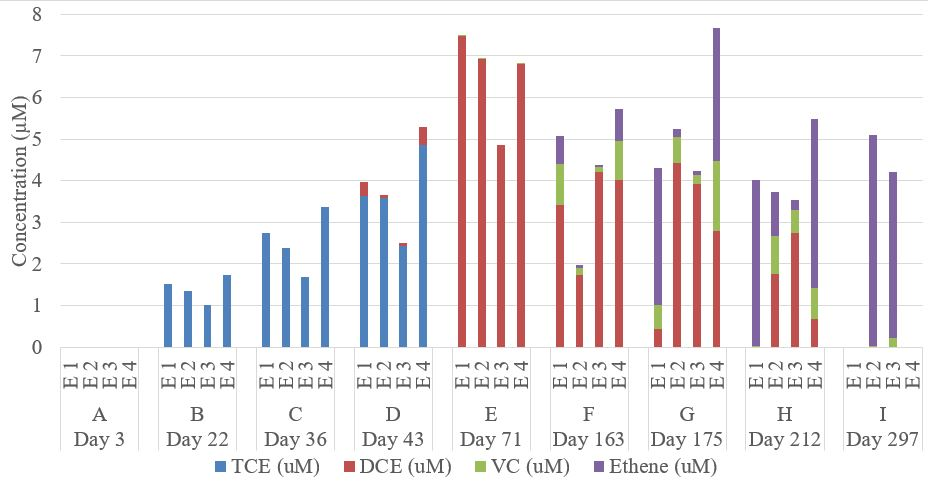 8
7
6
5
4
3
2
1
0
Concentration (µM)
E 1 E 2 E 3 E 4 E 1 E 2 E 3 E 4 E 1 E 2 E 3 E 4 E 1 E 2 E 3 E 4 E 1 E 2 E 3 E 4 E 1 E 2 E 3 E 4 E 1 E 2 E 3 E 4 E 1 E 2 E 3 E 4 E 1 E 2 E 3 E 4
A B C D E F G H I
Day 3 Day 22 Day 36 Day 43 Day 71 Day 163 Day 175 Day 212 Day 297
TCE (uM) DCE (uM) VC (uM) Ethene (uM)